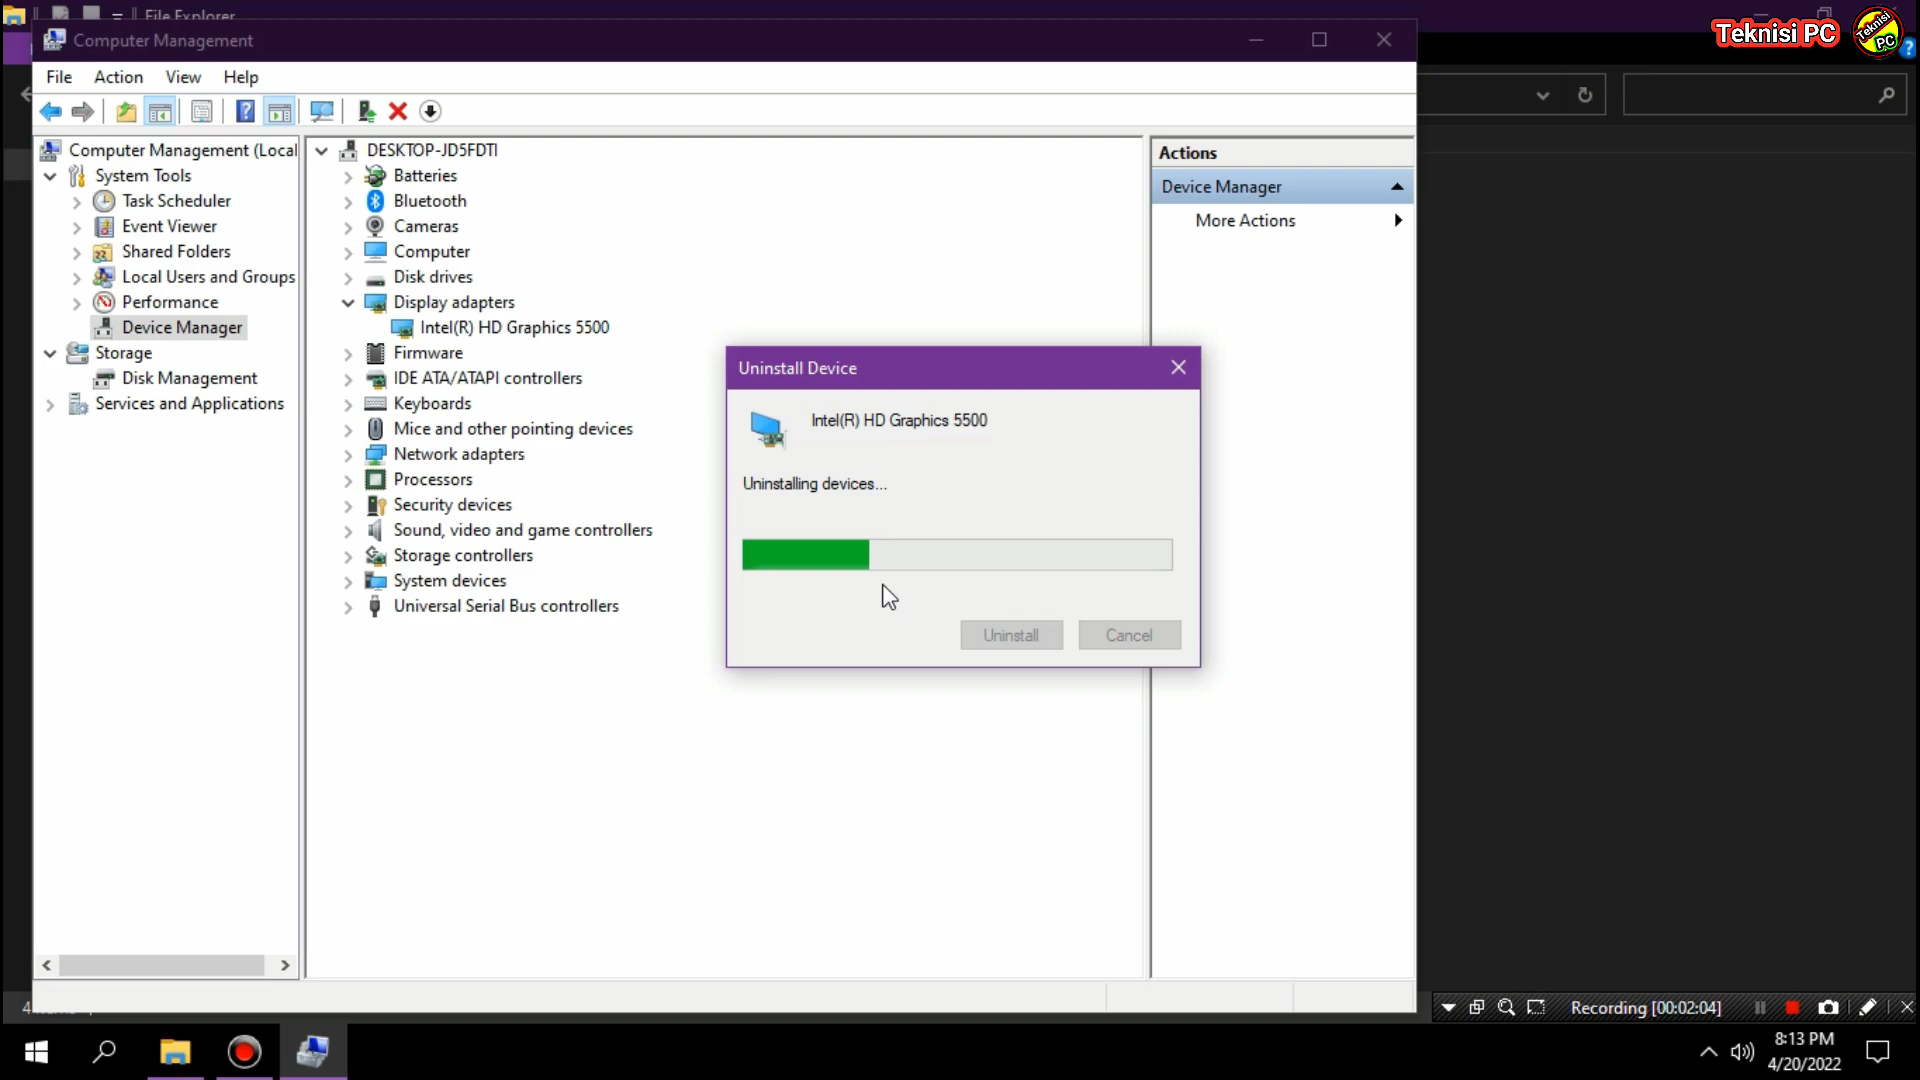 File Explorer
Computer Management
Teknisi PC
Teknisi
PC
File Action View Help
Computer Management (Local
System Tools
Task Scheduler
Event Viewer
Shared Folders
Local Users and Groups
Performance
Device Manager
Storage
Disk Management
Services and Applications
DESKTOP-JD5FDTI
Batteries
Bluetooth
Cameras
Computer
Disk drives
Display adapters
Intel(R) HD Graphics 5500
Firmware
IDE ATA/ATAPI controllers
Keyboards
Mice and other pointing devices
Network adapters
Processors
Security devices
Sound, video and game controllers
Storage controllers
System devices
Universal Serial Bus controllers
Actions
Device Manager
More Actions
Uninstall Device
Intel(R) HD Graphics 5500
Uninstalling devices...
Uninstall Cancel
Recording [00:02:04]
8:13 PM
4/20/2022